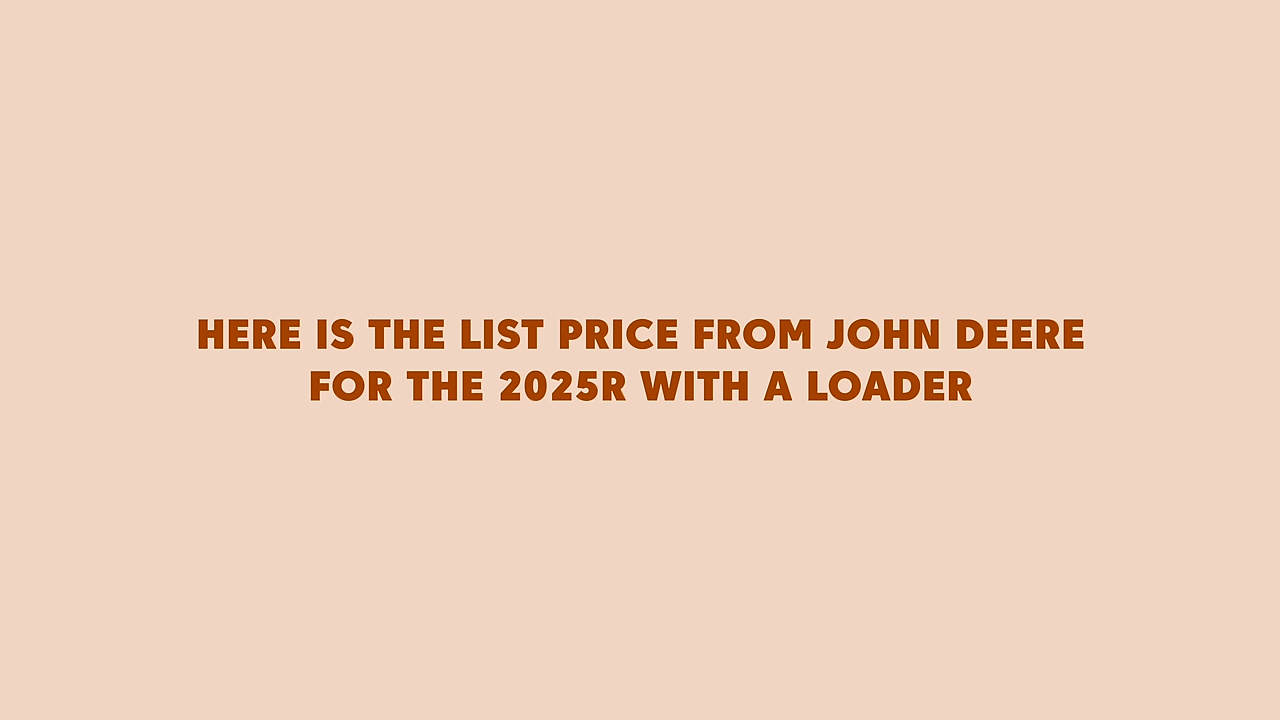 HERE IS THE LIST PRICE FROM JOHN DEERE
FOR THE 2025R WITH A LOADER